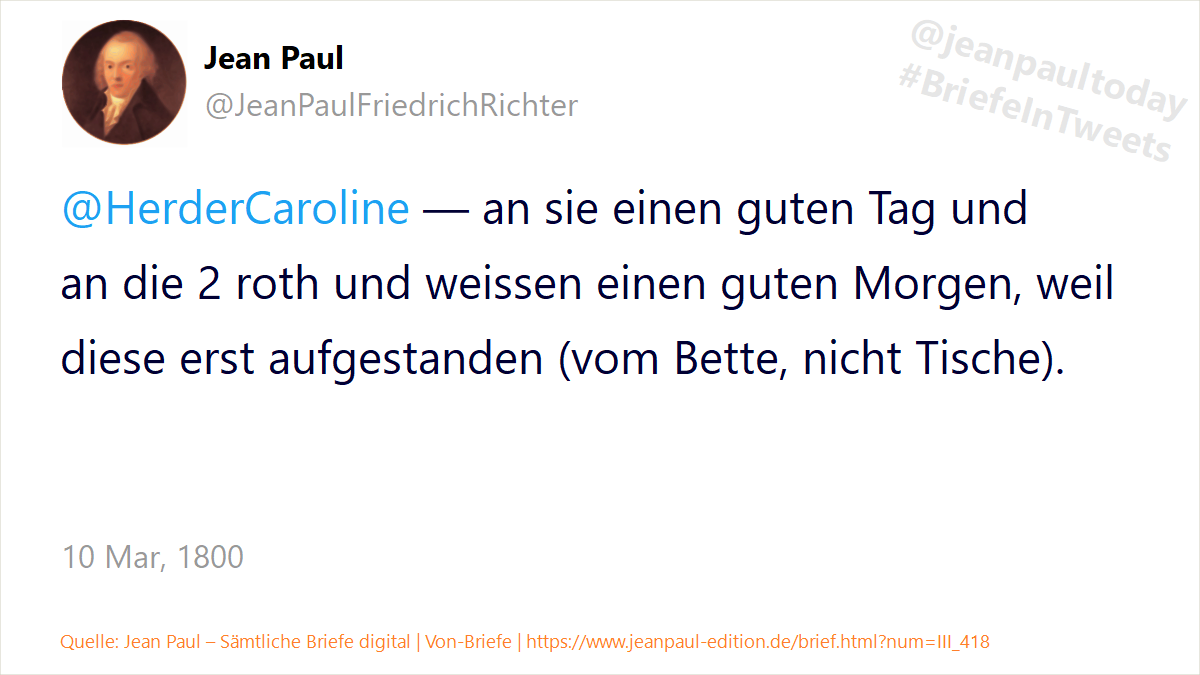 Jean Paul
@JeanPaulFriedrichRichter
@jeanpaultoday
#BriefeInTweets
@HerderCaroline — an sie einen guten Tag und
an die 2 roth und weissen einen guten Morgen, weil
diese erst aufgestanden (vom Bette, nicht Tische).
10 Mar, 1800
Quelle: Jean Paul – Sämtliche Briefe digital | Von-Briefe | https://www.jeanpaul-edition.de/brief.html?num=III_418